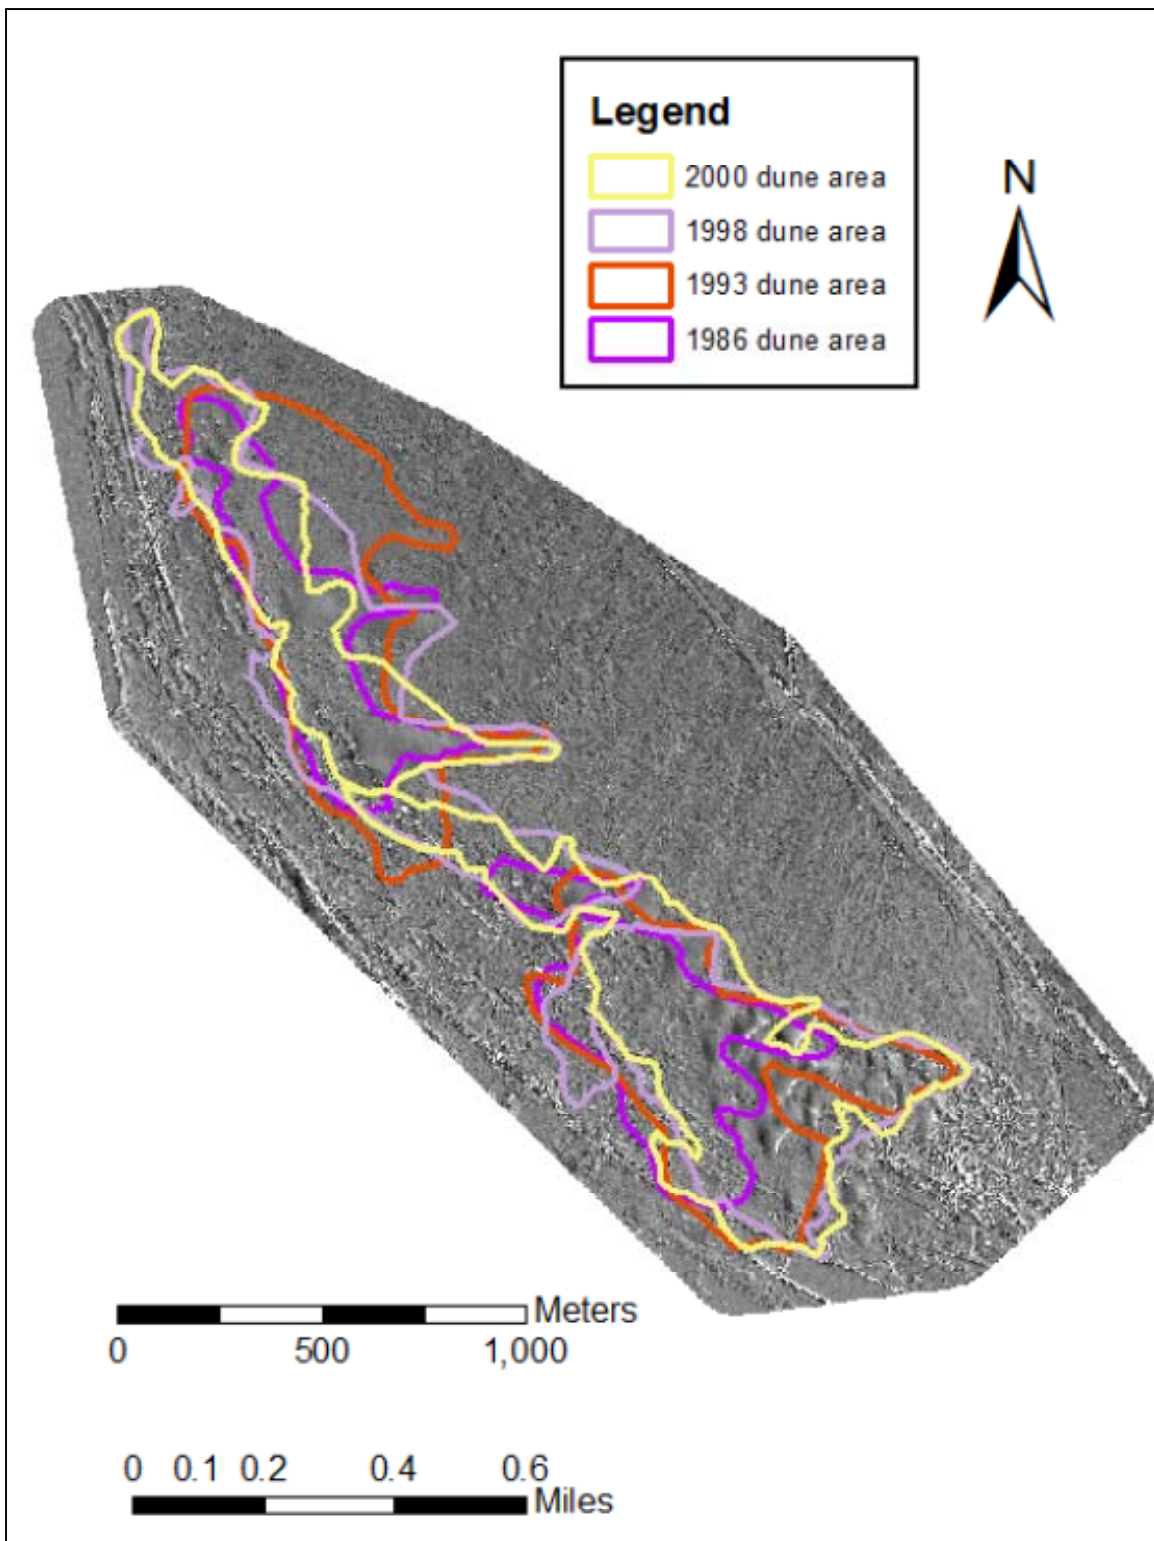 Legend
2000 dune area
1998 dune area
1993 dune area
1986 dune area
N
Meters
0 500 1,000
0 0.1 0.2 0.4 0.6
Miles